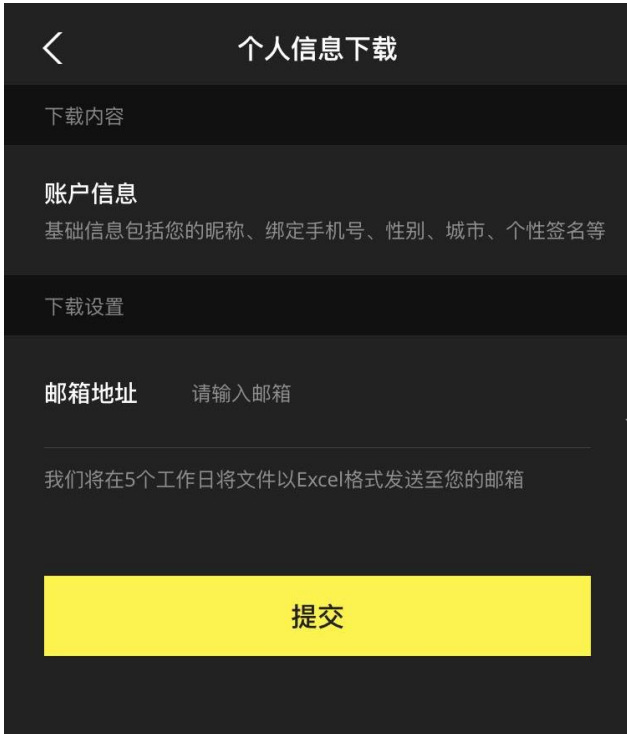 个人信息下载
下载内容
账户信息
基础信息包括您的昵称、绑定手机号、性别、城市、个性签名等
下载设置
邮箱地址 请输入邮箱
我们将在5个工作日将文件以Excel格式发送至您的邮箱
提交